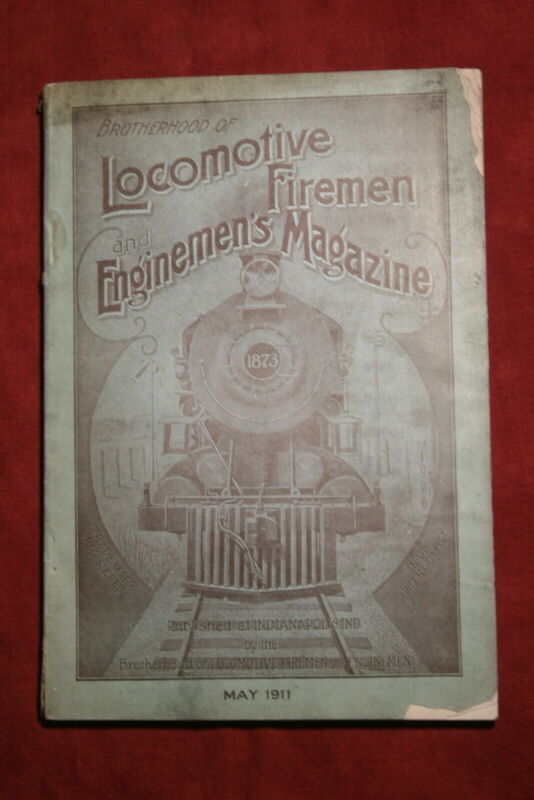 BROTHERHOOD OF
Locomotive
Firemen
and
Enginemen's Magazine
1873
Published at INDIANAPOLIS IND
by the
Brotherhood of LOCOMOTIVE FIREMEN AND ENGINEMEN
MAY 1911